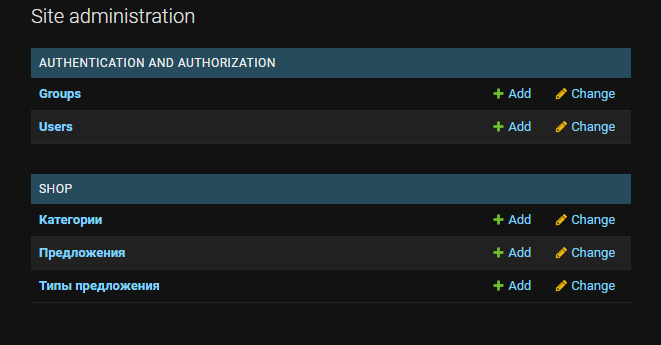 Site administration
AUTHENTICATION AND AUTHORIZATION
Groups Add Change
Users Add Change
SHOP
Категории Add Change
Предложения Add Change
Типы предложения Add Change